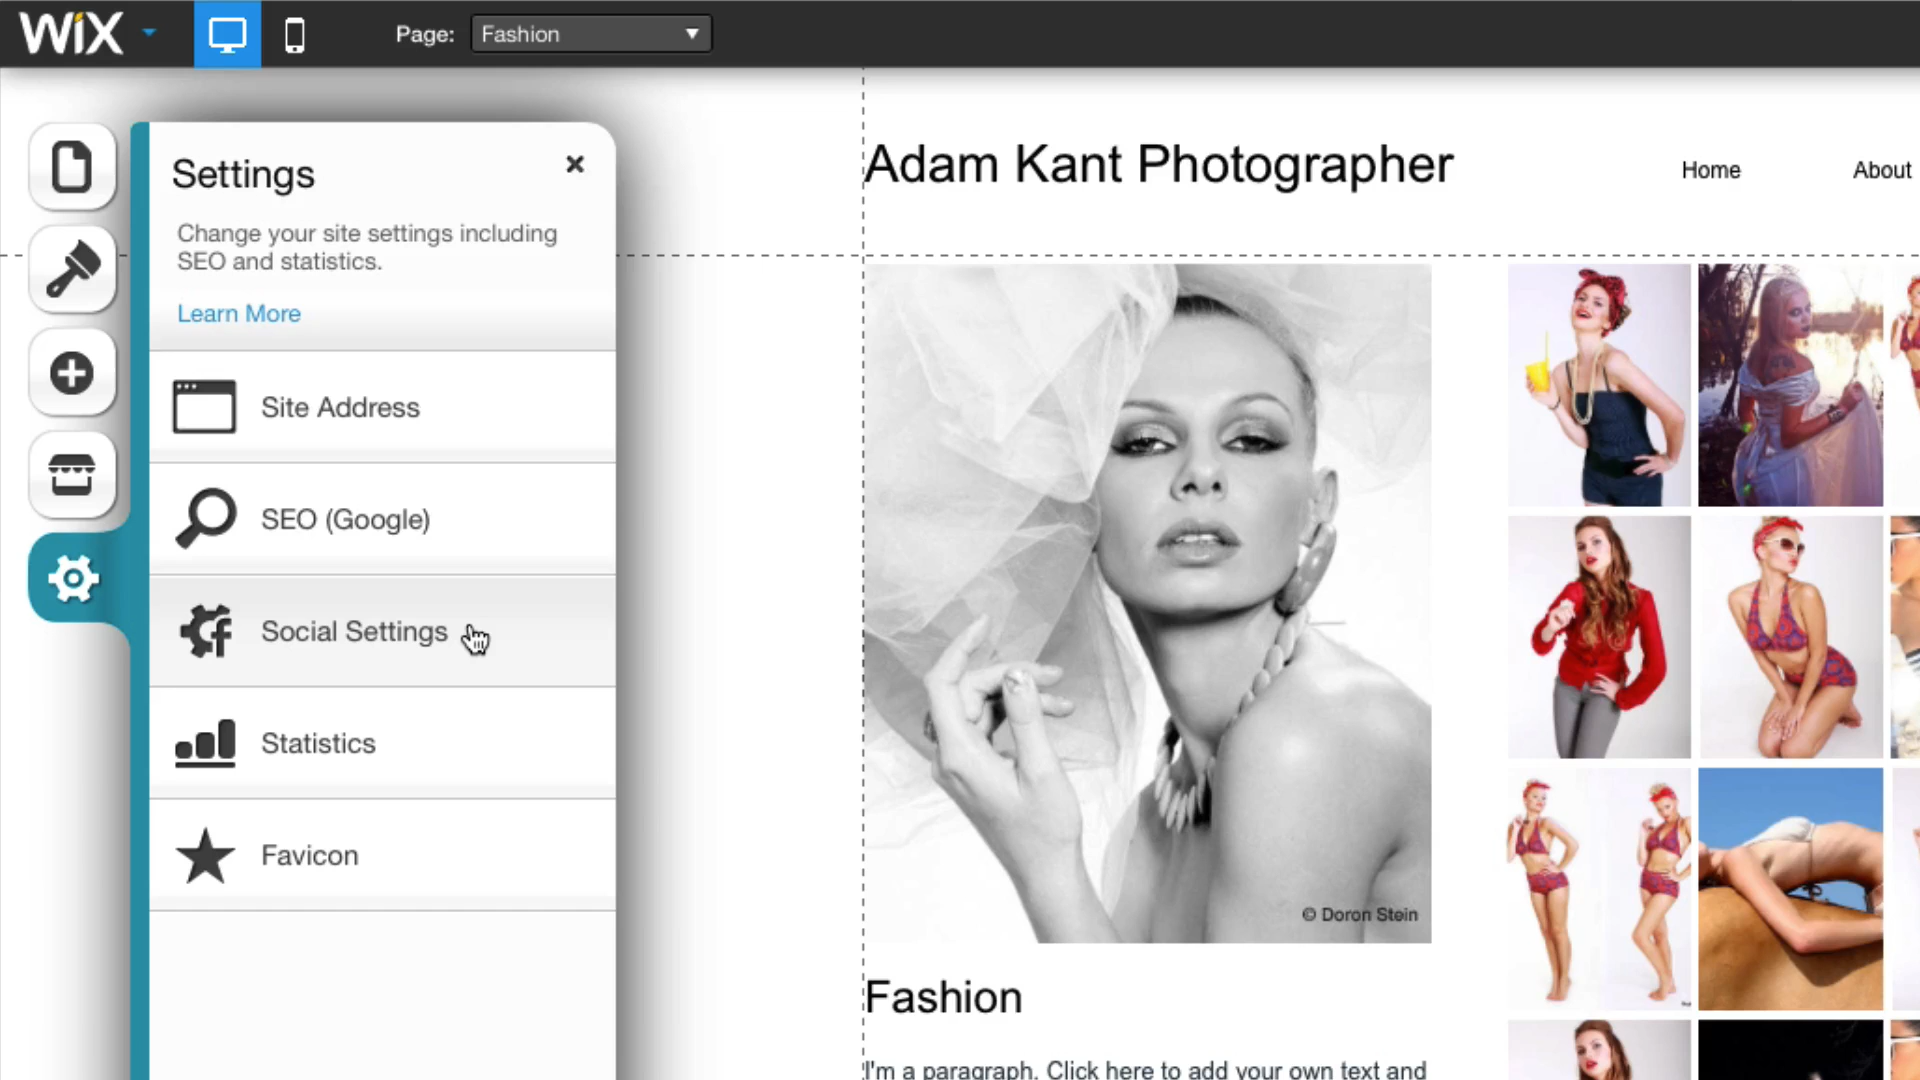 WiX
Page:
Fashion
Settings
Change your site settings including
SEO and statistics.
Learn More
Site Address
SEO (Google)
Social Settings
Statistics
Favicon
Adam Kant Photographer
Home
About
© Doron Stein
Fashion
I'm a paragraph. Click here to add your own text and